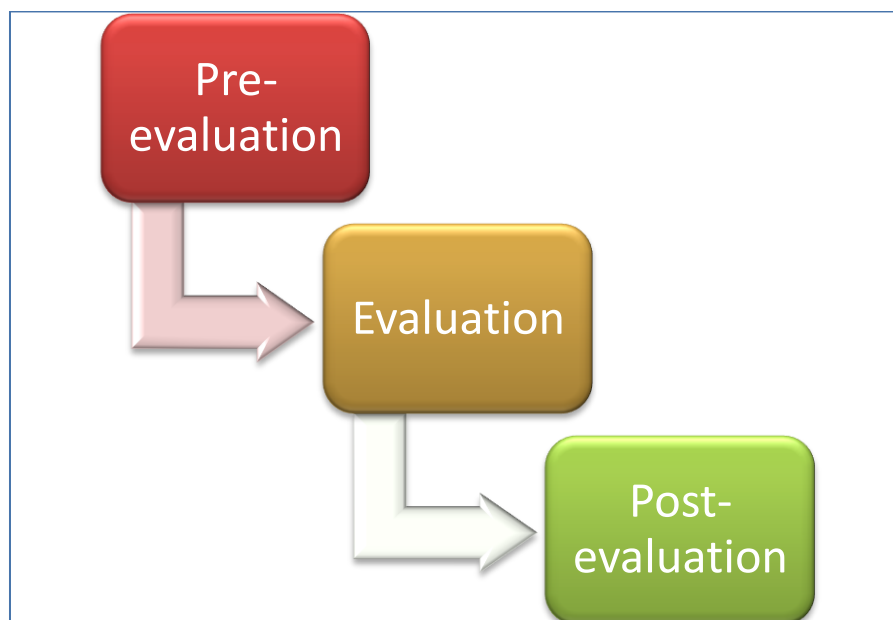 Pre-
evaluation
Evaluation
Post-
evaluation